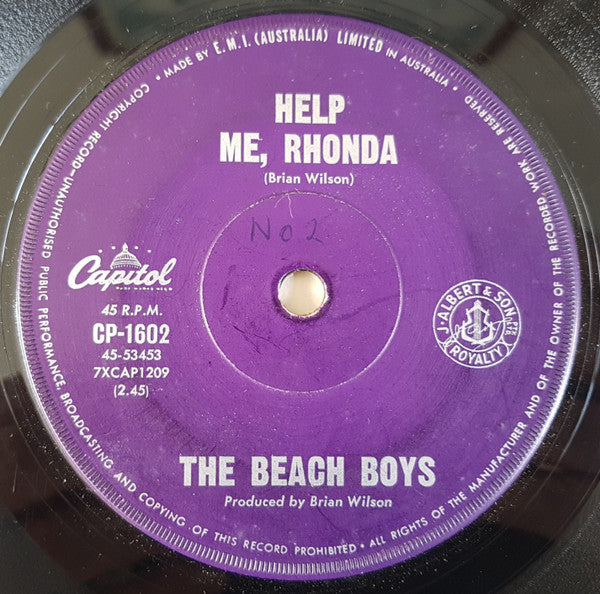 • MADE BY E.M.I. (AUSTRALIA) LIMITED IN AUSTRALIA •
COPYRIGHT RECORD—UNAUTHORISED PUBLIC PERFORMANCE, BROADCASTING AND COPYING OF THIS RECORD PROHIBITED • ALL RIGHTS OF THE MANUFACTURER AND OF THE OWNER OF THE RECORDED WORK ARE RESERVED
HELP
ME, RHONDA
(Brian Wilson)
No 2
Capitol
45 R.P.M.
CP-1602
45-53453
7XCAP1209
(2.45)
J. ALBERT & SON PTY LTD
ROYALTY
THE BEACH BOYS
Produced by Brian Wilson